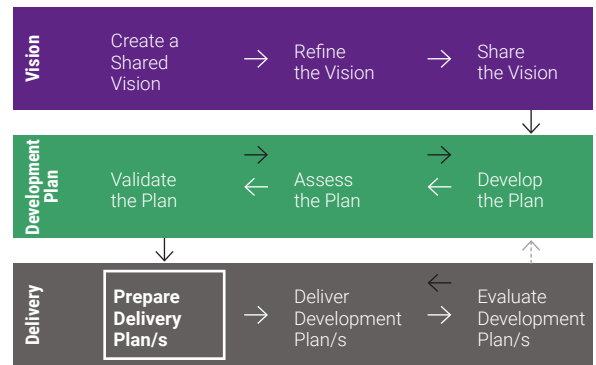 Vision
Create a
Shared
Vision
Refine
the Vision
Share
the Vision
Development
Plan
Validate
the Plan
Assess
the Plan
Develop
the Plan
Delivery
Prepare
Delivery
Plan/s
Deliver
Development
Plan/s
Evaluate
Development
Plan/s